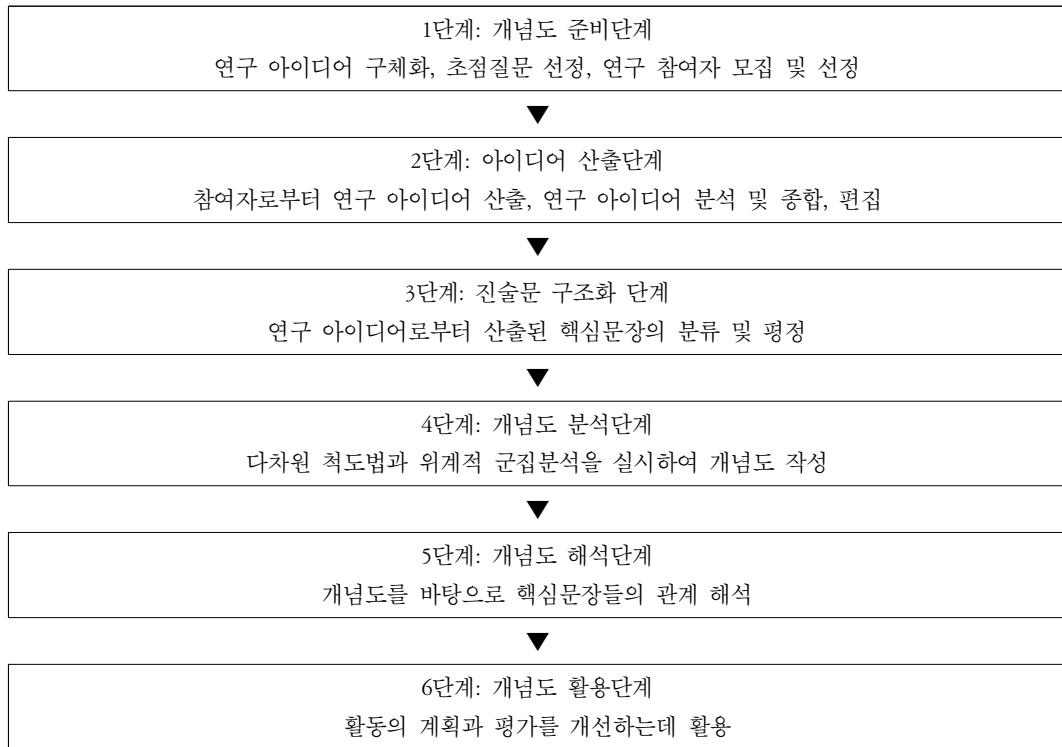 1단계: 개념도 준비단계
연구 아이디어 구체화, 초점질문 선정, 연구 참여자 모집 및 선정
▼
2단계: 아이디어 산출단계
참여자로부터 연구 아이디어 산출, 연구 아이디어 분석 및 종합, 편집
▼
3단계: 진술문 구조화 단계
연구 아이디어로부터 산출된 핵심문장의 분류 및 평정
▼
4단계: 개념도 분석단계
다차원 척도법과 위계적 군집분석을 실시하여 개념도 작성
▼
5단계: 개념도 해석단계
개념도를 바탕으로 핵심문장들의 관계 해석
▼
6단계: 개념도 활용단계
활동의 계획과 평가를 개선하는데 활용